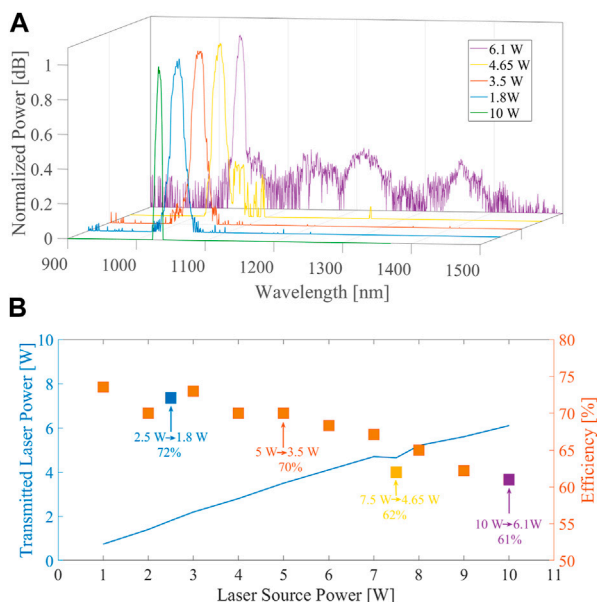 A
Normalized Power [dB]
1
0.8
0.6
0.4
0.2
0
900
1000
1100
1200
1300
1400
1500
Wavelength [nm]
6.1 W
4.65 W
3.5 W
1.8W
10 W
B
Transmitted Laser Power [W]
10
8
6
4
2
0
2.5 W→1.8 W
72%
5 W→3.5 W
70%
7.5 W→4.65 W
62%
10 W→6.1W
61%
80
75
70
65
60
55
50
Efficiency [%]
0 1 2 3 4 5 6 7 8 9 10 11
Laser Source Power [W]